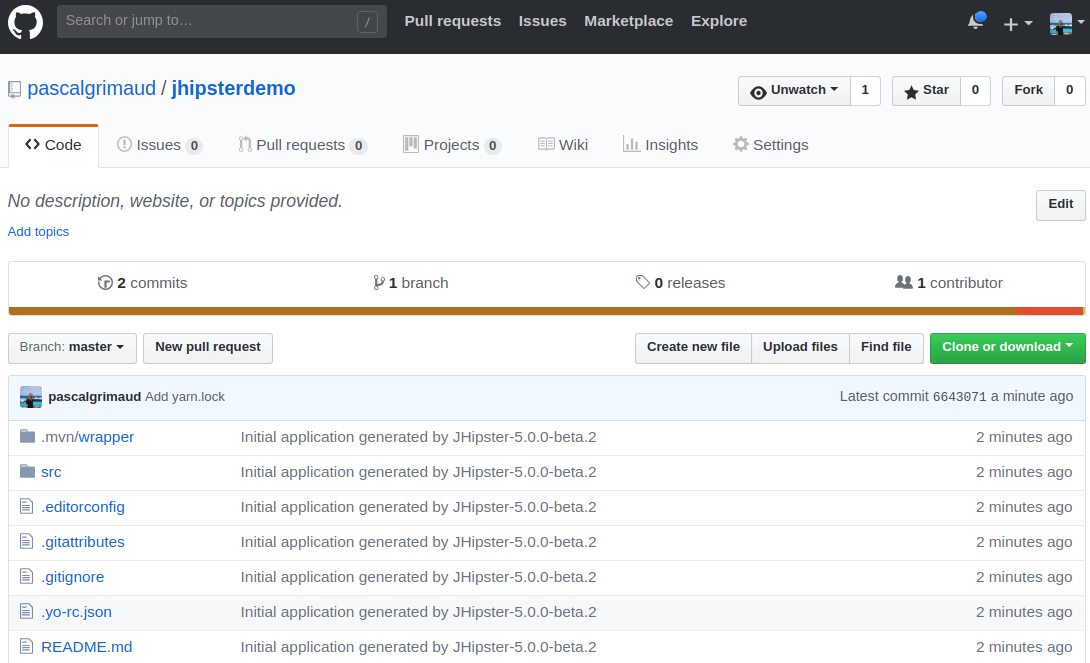 Search or jump to… / Pull requests Issues Marketplace Explore
pascalgrimaud / jhipsterdemo Unwatch 1 Star 0 Fork 0
Code Issues 0 Pull requests 0 Projects 0 Wiki Insights Settings
No description, website, or topics provided. Edit
Add topics
2 commits 1 branch 0 releases 1 contributor
Branch: master New pull request Create new file Upload files Find file Clone or download
pascalgrimaud Add yarn.lock Latest commit 6643071 a minute ago
.mvn/wrapper Initial application generated by JHipster-5.0.0-beta.2 2 minutes ago
src Initial application generated by JHipster-5.0.0-beta.2 2 minutes ago
.editorconfig Initial application generated by JHipster-5.0.0-beta.2 2 minutes ago
.gitattributes Initial application generated by JHipster-5.0.0-beta.2 2 minutes ago
.gitignore Initial application generated by JHipster-5.0.0-beta.2 2 minutes ago
.yo-rc.json Initial application generated by JHipster-5.0.0-beta.2 2 minutes ago
README.md Initial application generated by JHipster-5.0.0-beta.2 2 minutes ago